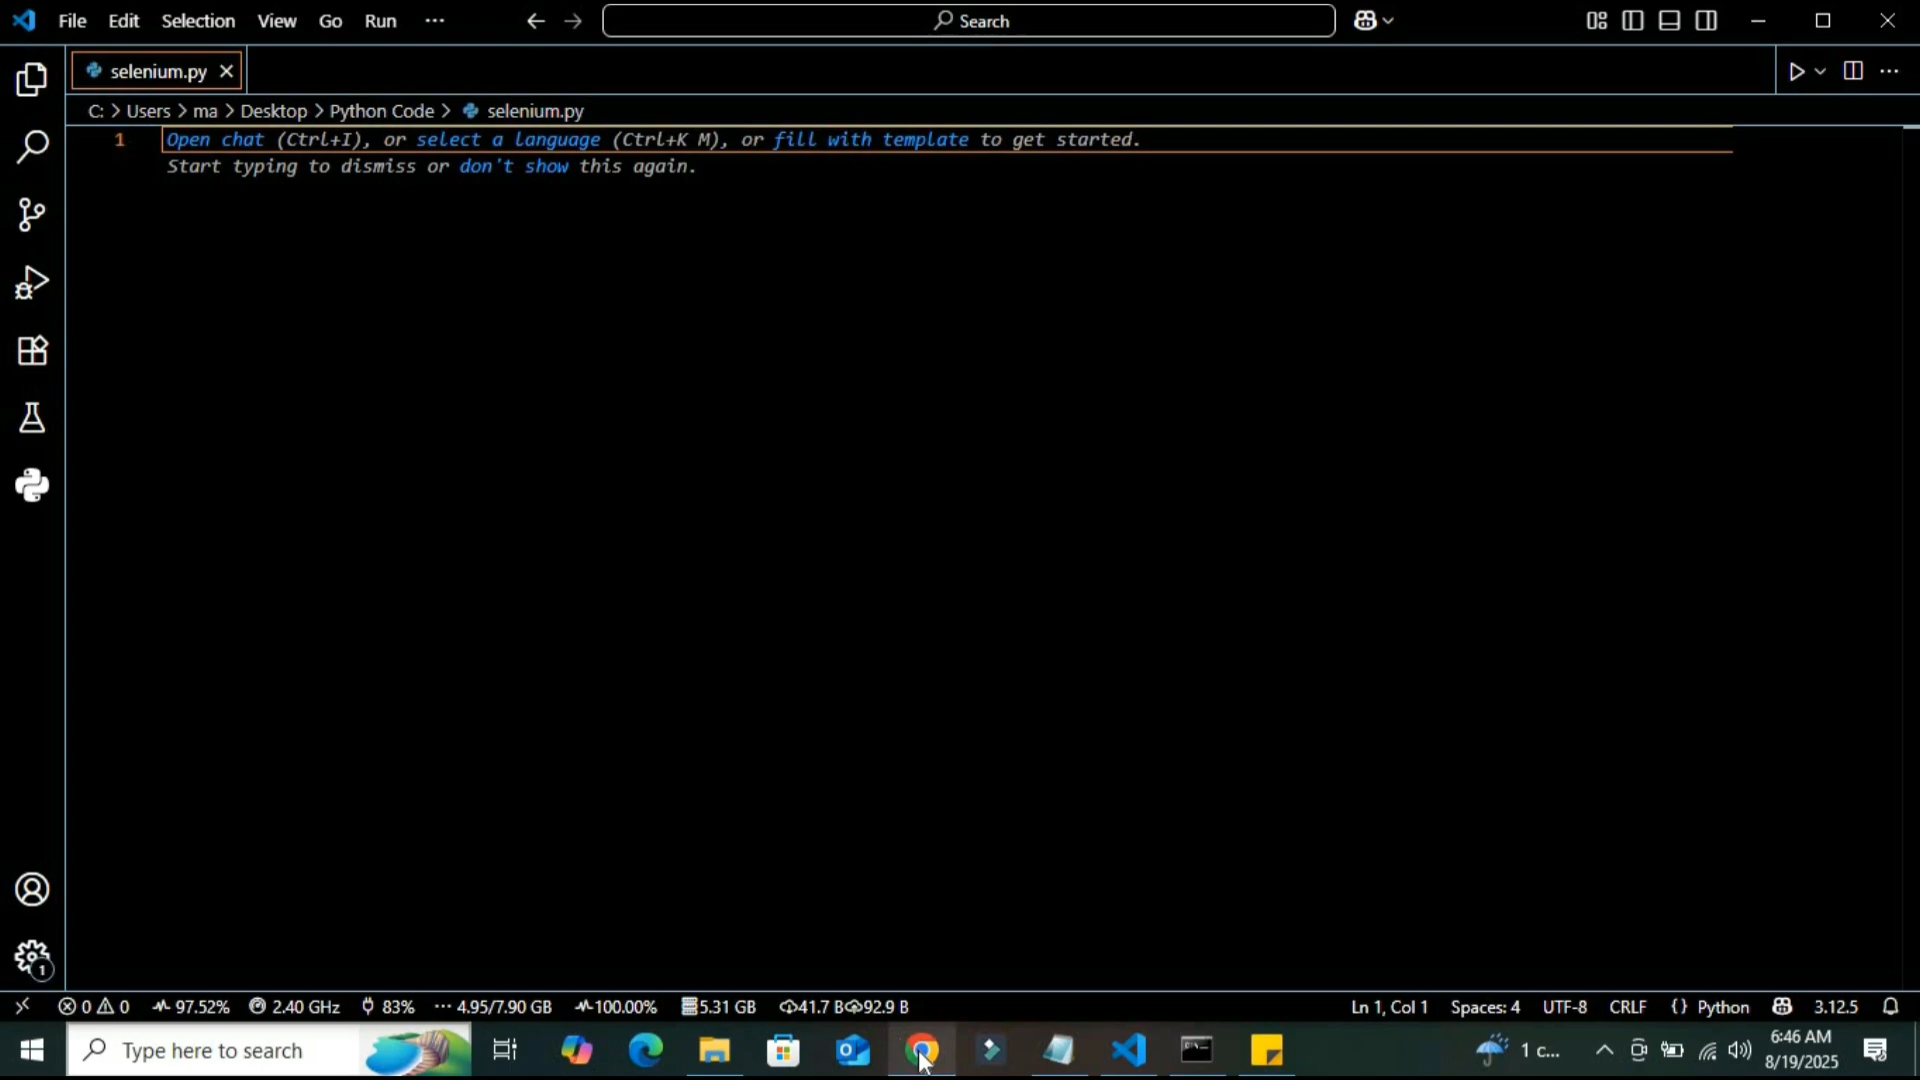 File Edit Selection View Go Run ··· Search
selenium.py
C: > Users > ma > Desktop > Python Code > selenium.py
1 Open chat (Ctrl+I), or select a language (Ctrl+K M), or fill with template to get started.
Start typing to dismiss or don't show this again.
1
0 0 97.52% 2.40 GHz 83% ··· 4.95/7.90 GB 100.00% 5.31 GB 41.7 B 92.9 B Ln 1, Col 1 Spaces: 4 UTF-8 CRLF {} Python 3.12.5
Type here to search 1 c... 6:46 AM
8/19/2025